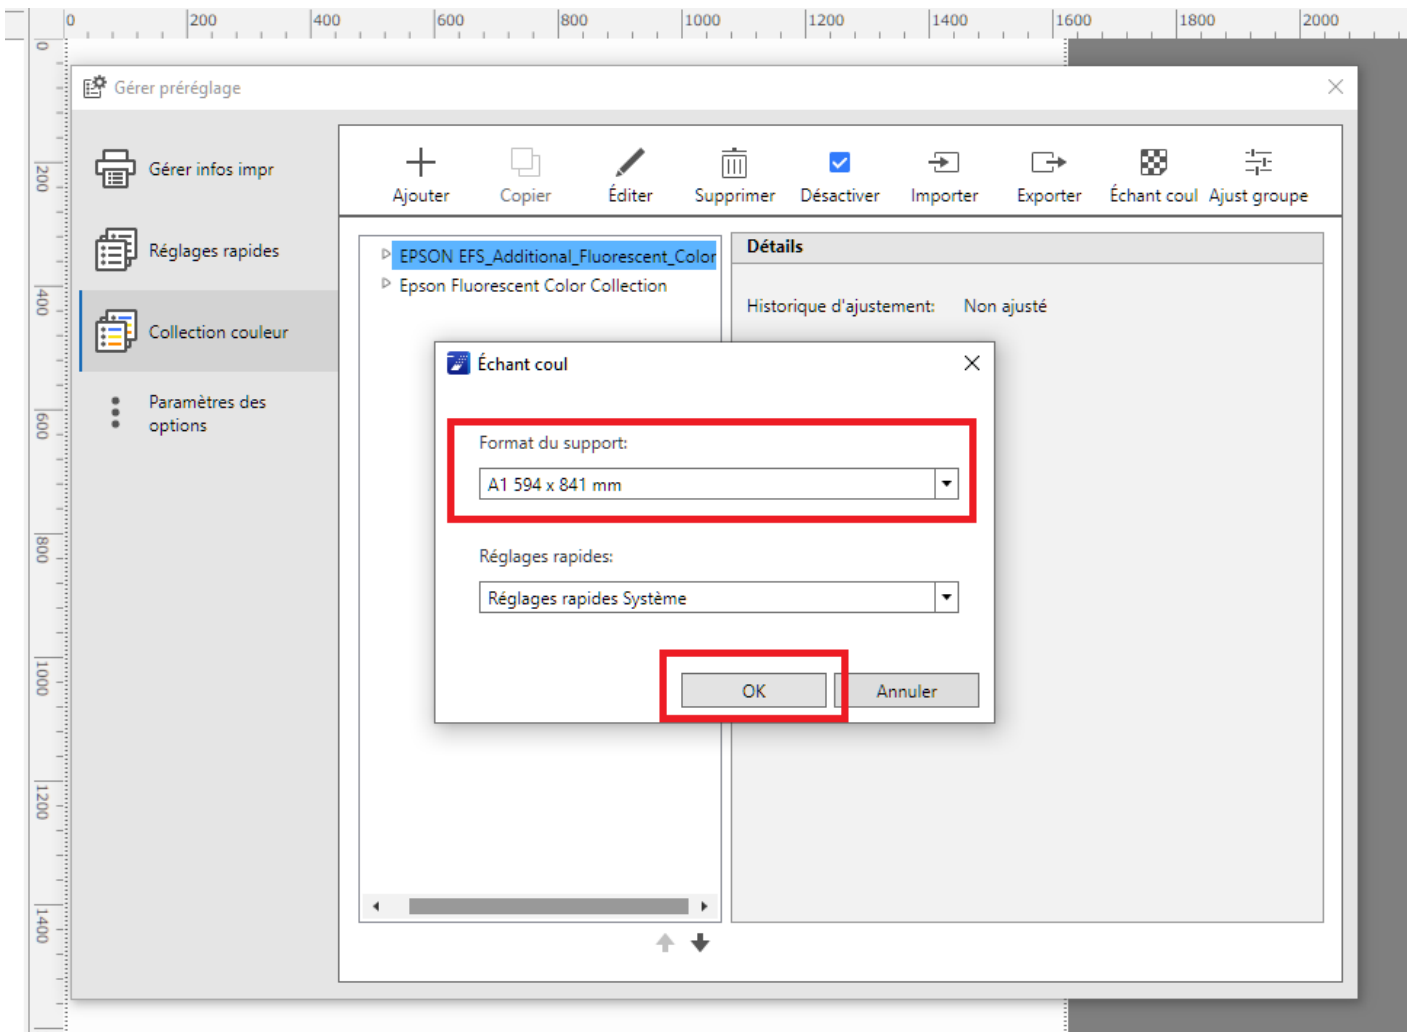 0 200 400 600 800 1000 1200 1400 1600 1800 2000
0
200
400
600
800
1000
1200
1400
Gérer préréglage
Gérer infos impr
Réglages rapides
Collection couleur
Paramètres des
options
Ajouter Copier Éditer Supprimer Désactiver Importer Exporter Échant coul Ajust groupe
EPSON EFS_Additional_Fluorescent_Color
Epson Fluorescent Color Collection
Détails
Historique d'ajustement: Non ajusté
Échant coul
Format du support:
A1 594 x 841 mm
Réglages rapides:
Réglages rapides Système
OK Annuler